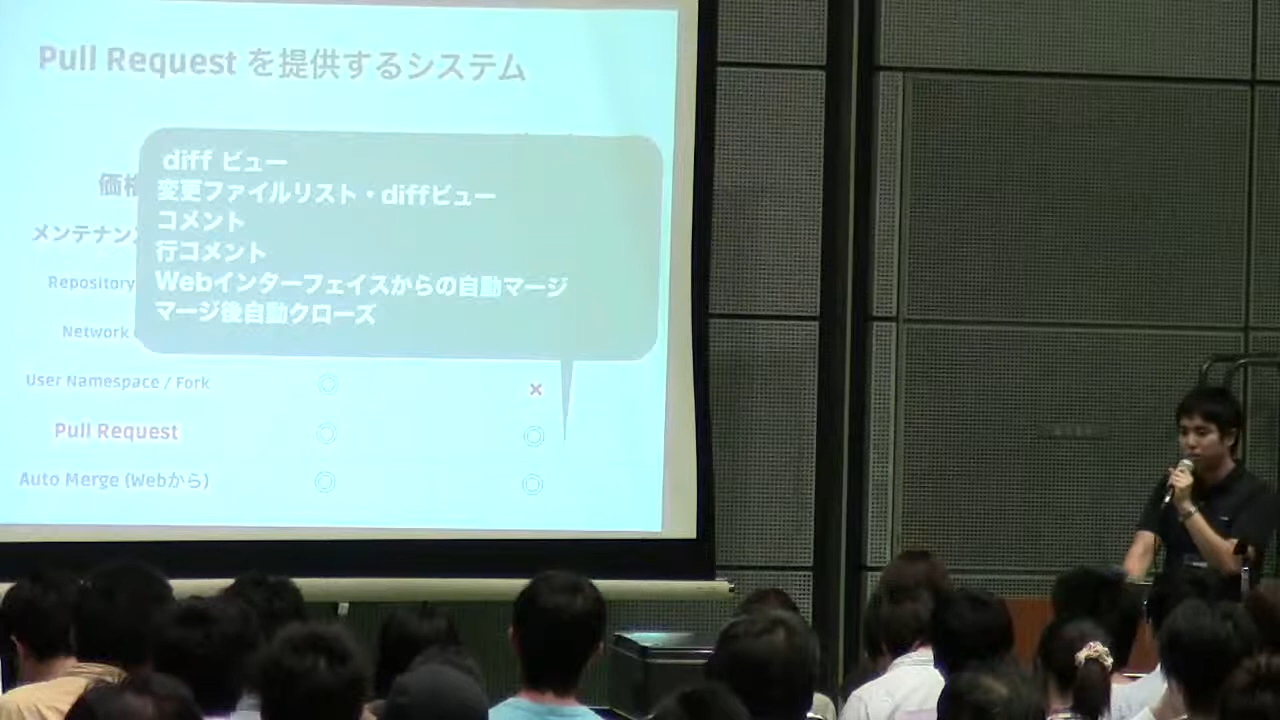 Pull Request を提供するシステム
diff ビュー
変更ファイルリスト・diffビュー
コメント
行コメント
Webインターフェイスからの自動マージ
マージ後自動クローズ
価格
メンテナンス
Repository
Network
User Namespace / Fork ◎ ×
Pull Request ◎ ◎
Auto Merge (Webから) ◎ ◎